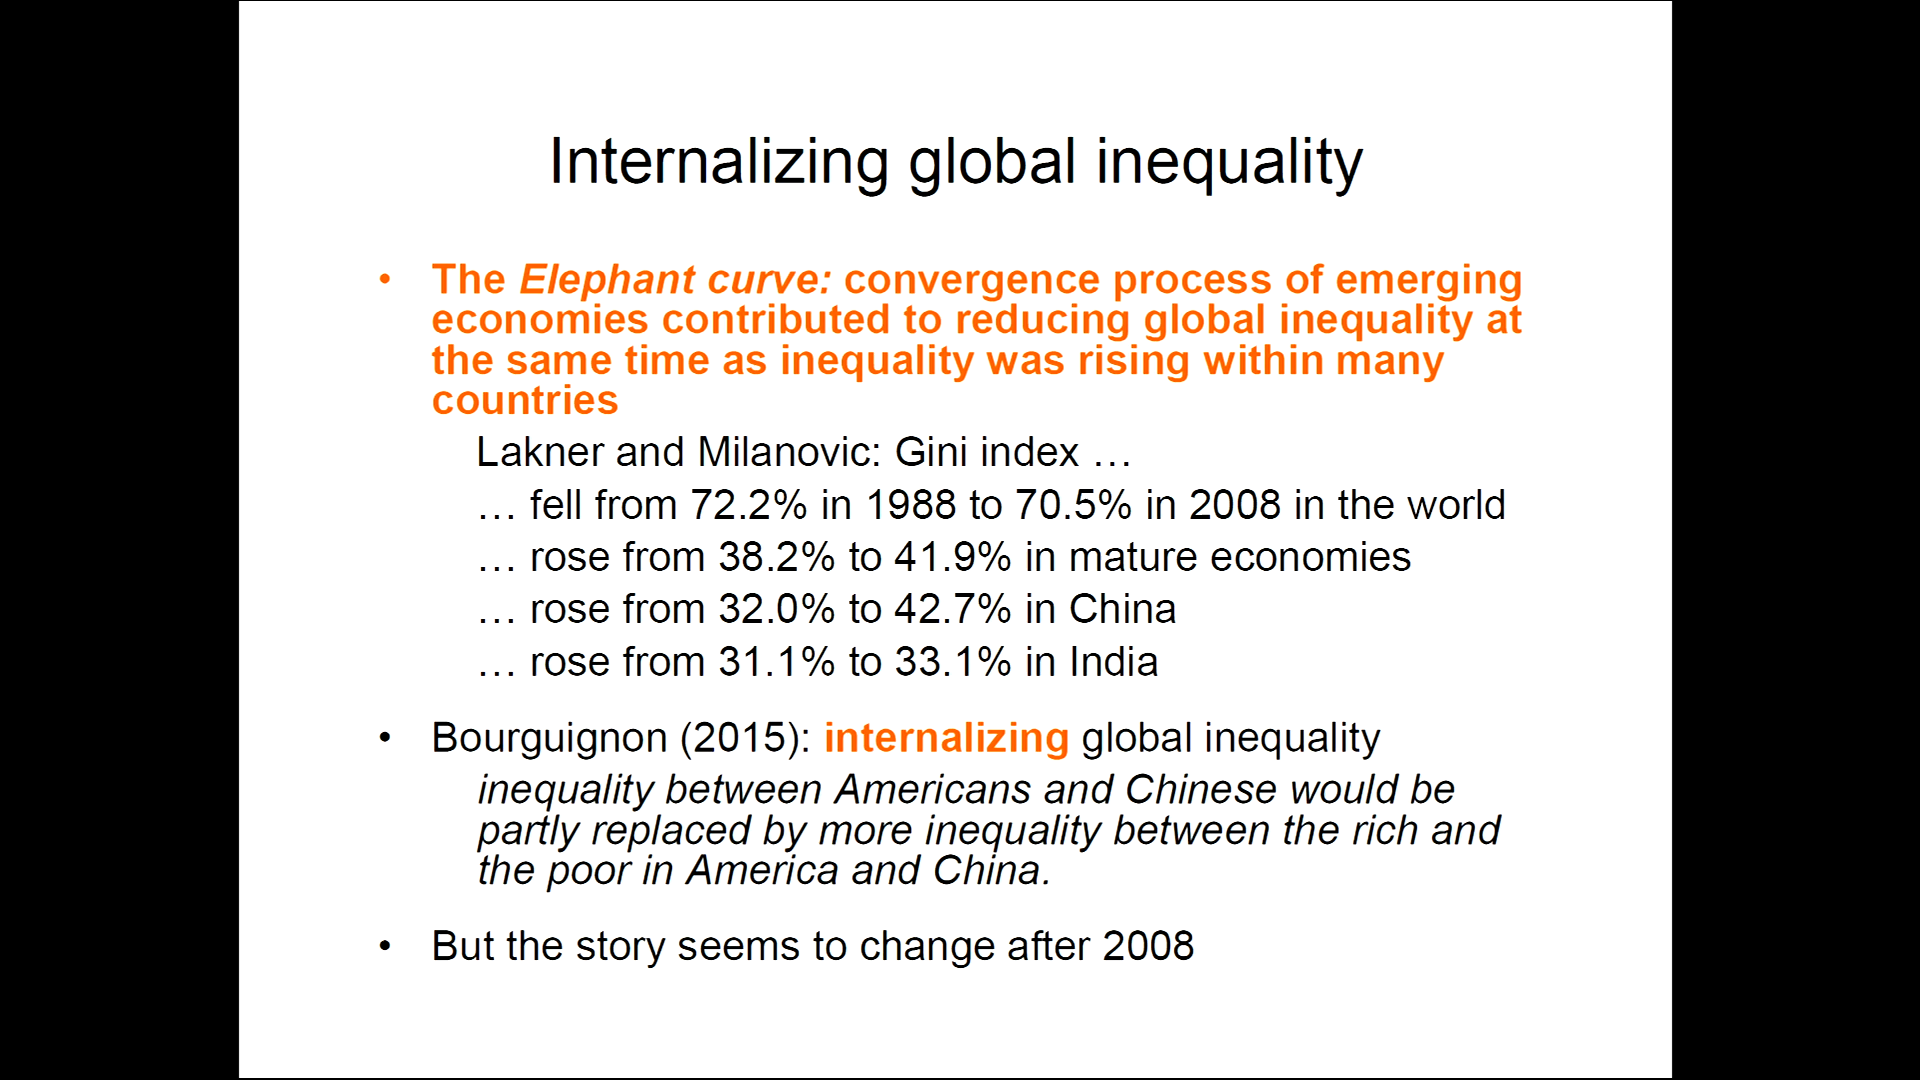 Internalizing global inequality
• The Elephant curve: convergence process of emerging
economies contributed to reducing global inequality at
the same time as inequality was rising within many
countries
Lakner and Milanovic: Gini index …
… fell from 72.2% in 1988 to 70.5% in 2008 in the world
… rose from 38.2% to 41.9% in mature economies
… rose from 32.0% to 42.7% in China
… rose from 31.1% to 33.1% in India
• Bourguignon (2015): internalizing global inequality
inequality between Americans and Chinese would be
partly replaced by more inequality between the rich and
the poor in America and China.
• But the story seems to change after 2008